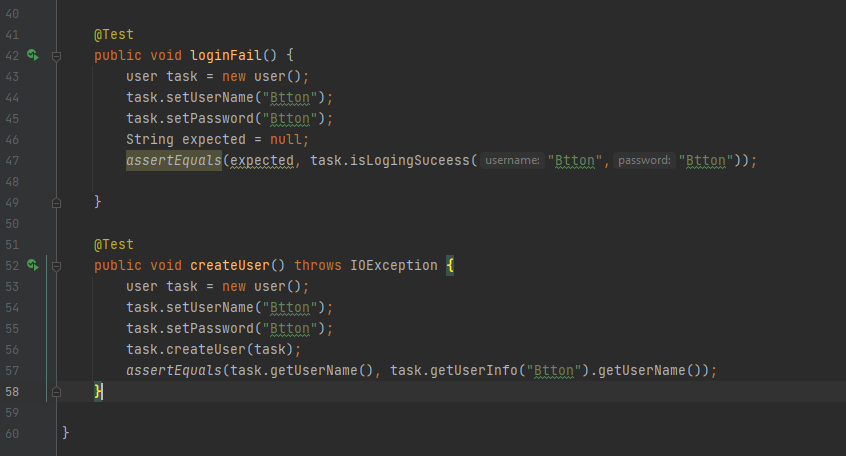 40
41 @Test
42 public void loginFail() {
43 user task = new user();
44 task.setUserName("Btton");
45 task.setPassword("Btton");
46 String expected = null;
47 assertEquals(expected, task.isLogingSuceess( username: "Btton", password: "Btton"));
48
49 }
50
51 @Test
52 public void createUser() throws IOException {
53 user task = new user();
54 task.setUserName("Btton");
55 task.setPassword("Btton");
56 task.createUser(task);
57 assertEquals(task.getUserName(), task.getUserInfo("Btton").getUserName());
58 }
59
60 }